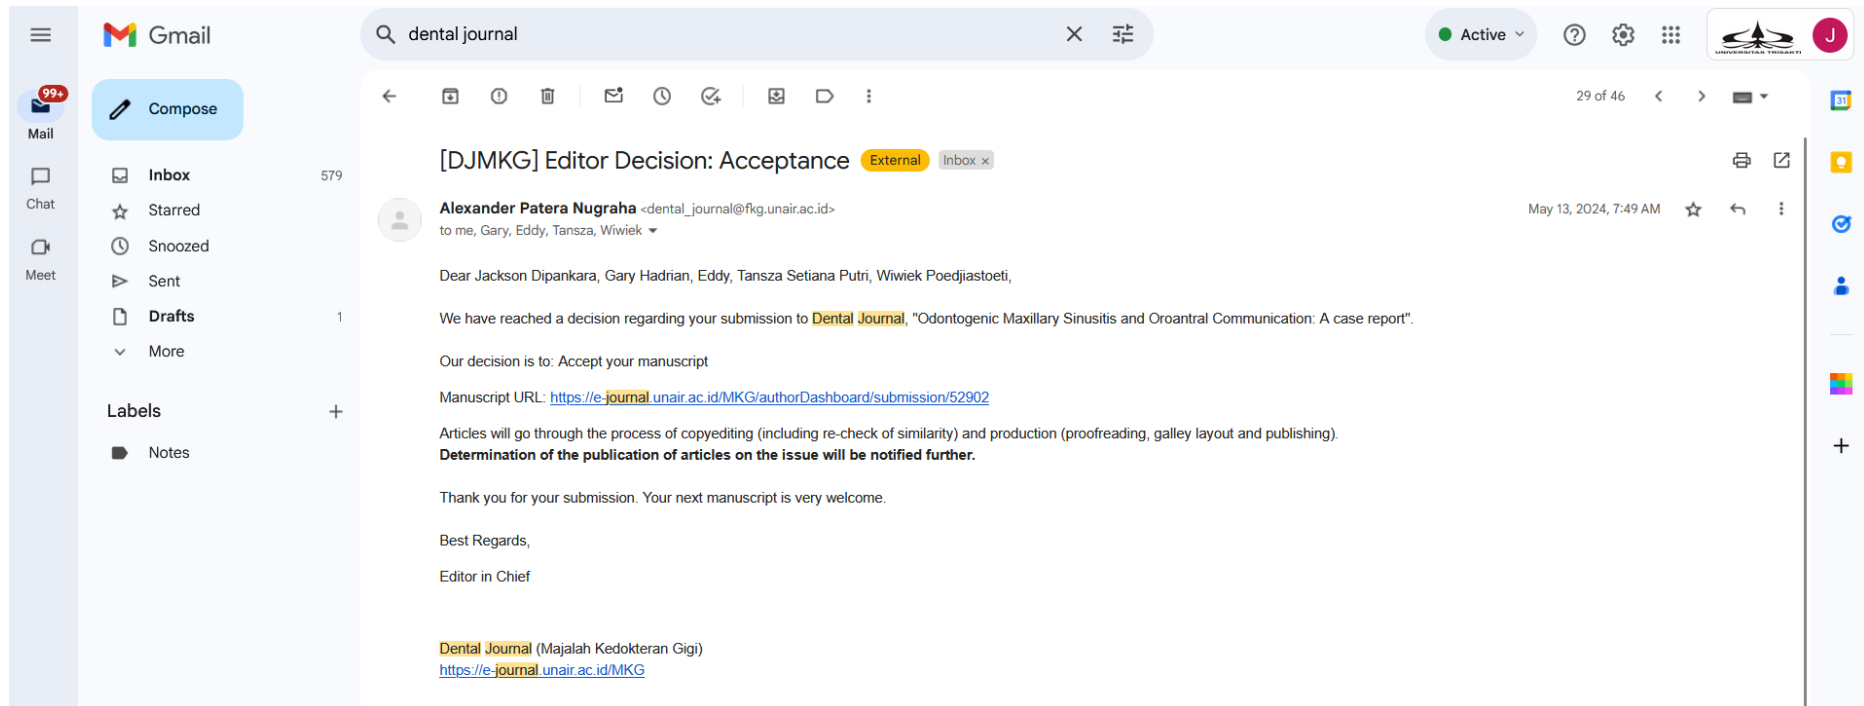 Gmail
dental journal
Active
UNIVERSITAS TRISAKTI
J
99+
Mail
Chat
Meet
Compose
Inbox 579
Starred
Snoozed
Sent
Drafts 1
More
Labels
Notes
29 of 46
31
[DJMKG] Editor Decision: Acceptance External Inbox ×
Alexander Patera Nugraha <dental_journal@fkg.unair.ac.id> May 13, 2024, 7:49 AM
to me, Gary, Eddy, Tansza, Wiwiek
Dear Jackson Dipankara, Gary Hadrian, Eddy, Tansza Setiana Putri, Wiwiek Poedjiastoeti,
We have reached a decision regarding your submission to Dental Journal, "Odontogenic Maxillary Sinusitis and Oroantral Communication: A case report".
Our decision is to: Accept your manuscript
Manuscript URL: https://e-journal.unair.ac.id/MKG/authorDashboard/submission/52902
Articles will go through the process of copyediting (including re-check of similarity) and production (proofreading, galley layout and publishing).
Determination of the publication of articles on the issue will be notified further.
Thank you for your submission. Your next manuscript is very welcome.
Best Regards,
Editor in Chief
Dental Journal (Majalah Kedokteran Gigi)
https://e-journal.unair.ac.id/MKG